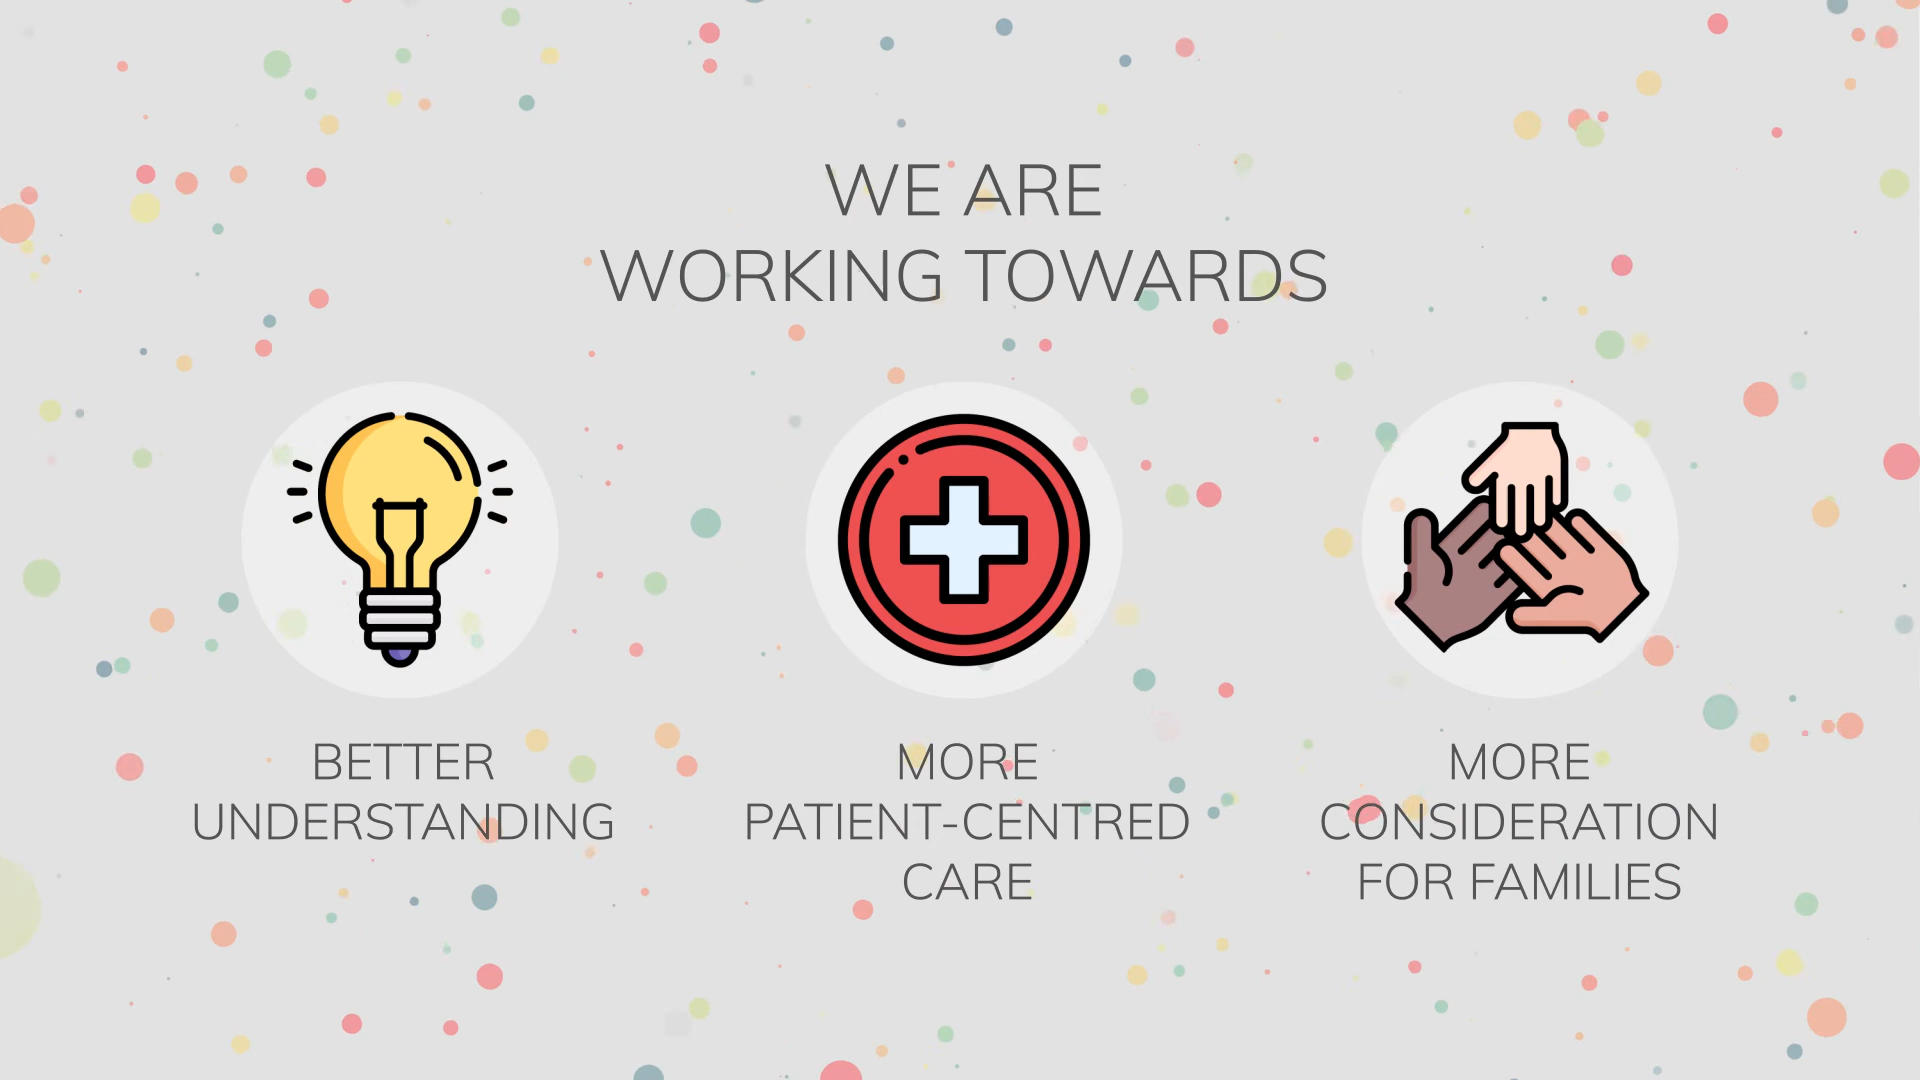 WE ARE
WORKING TOWARDS
BETTER
UNDERSTANDING
MORE
PATIENT-CENTRED
CARE
MORE
CONSIDERATION
FOR FAMILIES